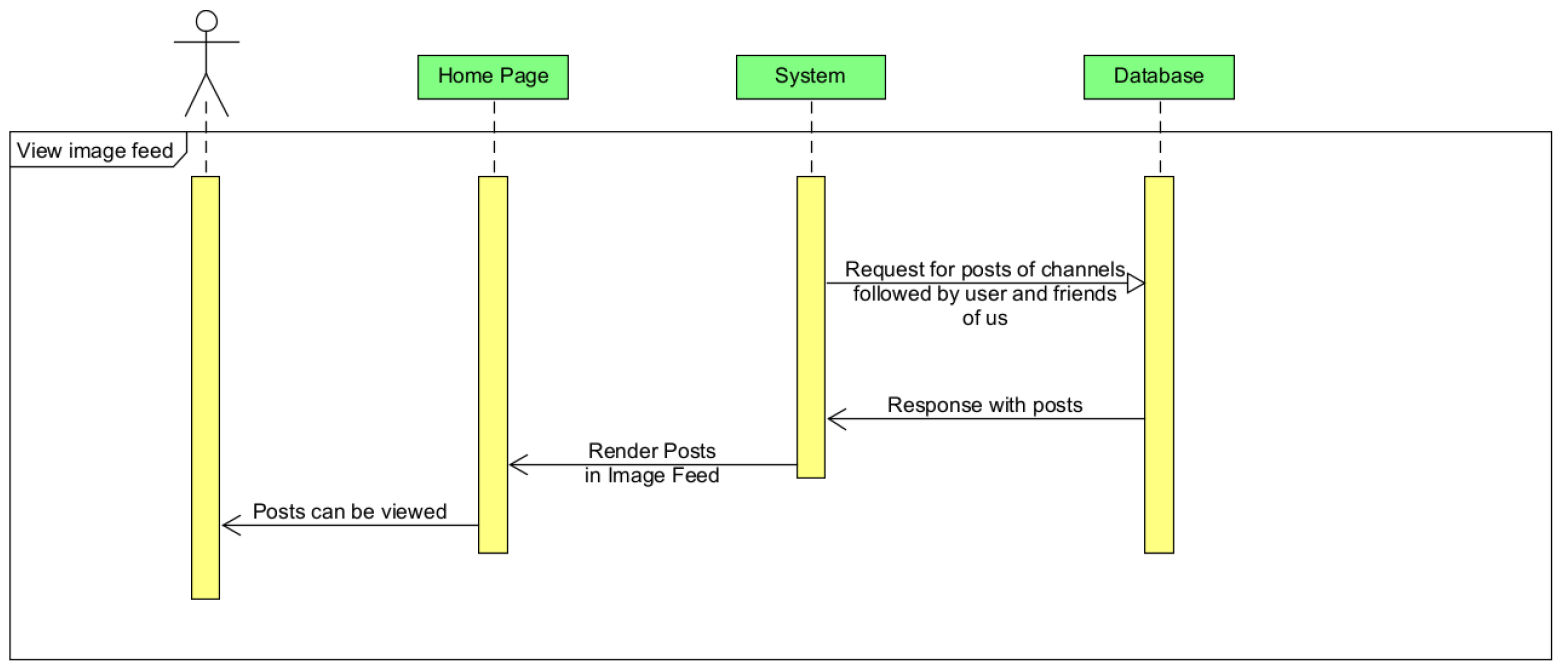 Home Page
System
Database
View image feed
Request for posts of channels
followed by user and friends
of us
Response with posts
Render Posts
in Image Feed
Posts can be viewed